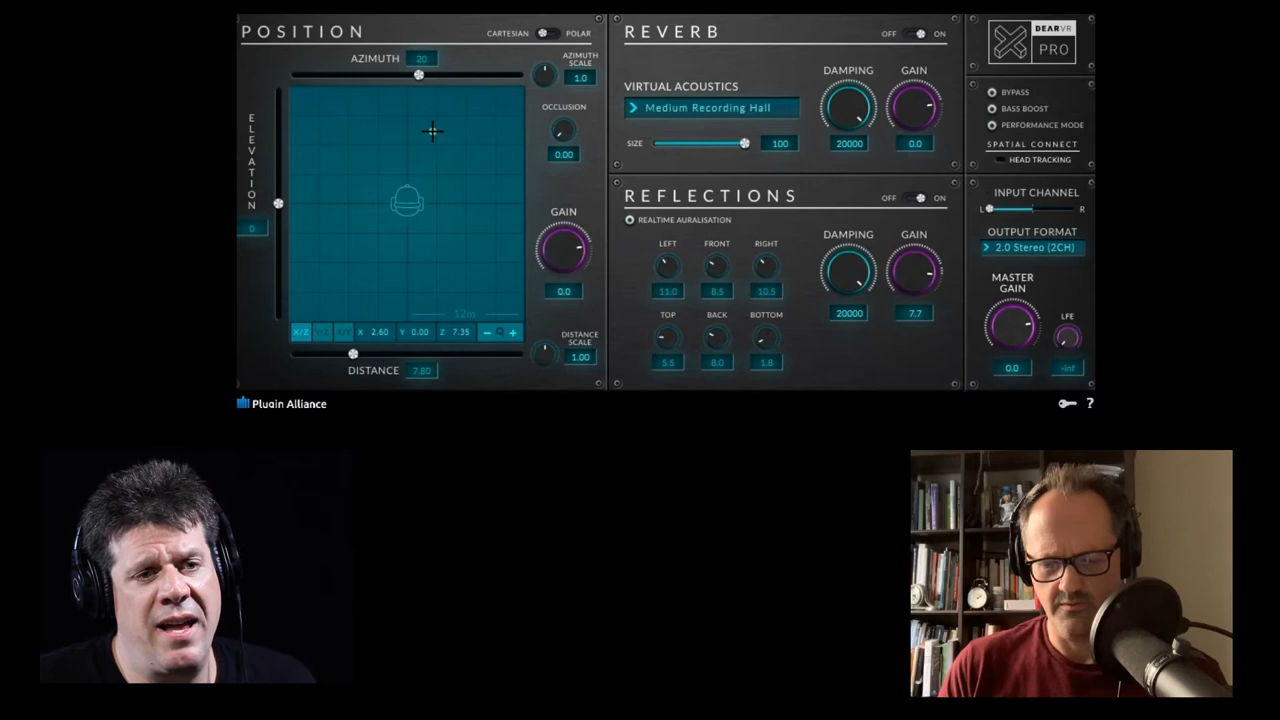 POSITION
CARTESIAN
POLAR
AZIMUTH
20
AZIMUTH
SCALE
1.0
ELEVATION
0
OCCLUSION
0.00
GAIN
0.0
12m
X/Z
Y/Z
X/Y
X 2.60
Y 0.00
Z 7.35
− +
DISTANCE
SCALE
1.00
DISTANCE
7.80
REVERB
OFF
ON
VIRTUAL ACOUSTICS
Medium Recording Hall
SIZE
100
DAMPING
20000
GAIN
0.0
REFLECTIONS
OFF
ON
REALTIME AURALISATION
LEFT
FRONT
RIGHT
11.0
8.5
10.5
TOP
BACK
BOTTOM
5.5
8.0
1.8
DAMPING
20000
GAIN
7.7
DEARVR
PRO
BYPASS
BASS BOOST
PERFORMANCE MODE
SPATIAL CONNECT
HEAD TRACKING
INPUT CHANNEL
L
R
OUTPUT FORMAT
2.0 Stereo (2CH)
MASTER
GAIN
0.0
LFE
-inf
Plugin Alliance
?